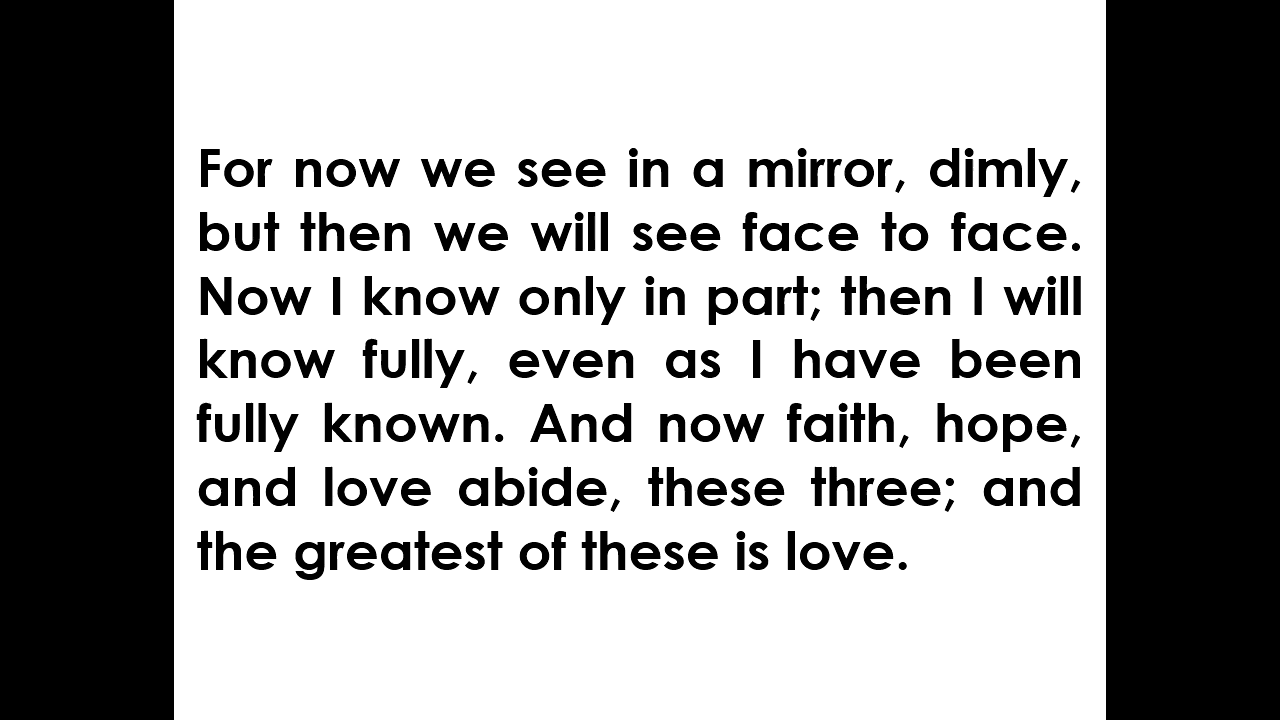 For now we see in a mirror, dimly,
but then we will see face to face.
Now I know only in part; then I will
know fully, even as I have been
fully known. And now faith, hope,
and love abide, these three; and
the greatest of these is love.